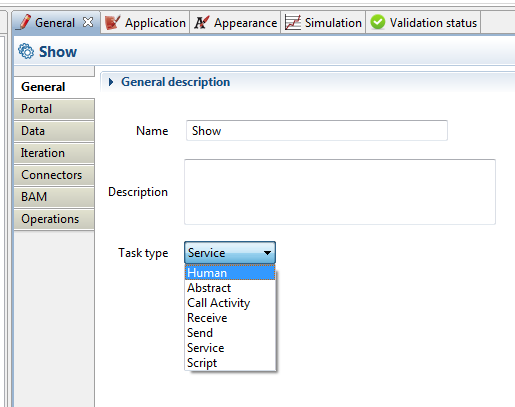 General Application Appearance Simulation Validation status
Show
General
Portal
Data
Iteration
Connectors
BAM
Operations
General description
Name Show
Description
Task type Service
Human
Abstract
Call Activity
Receive
Send
Service
Script